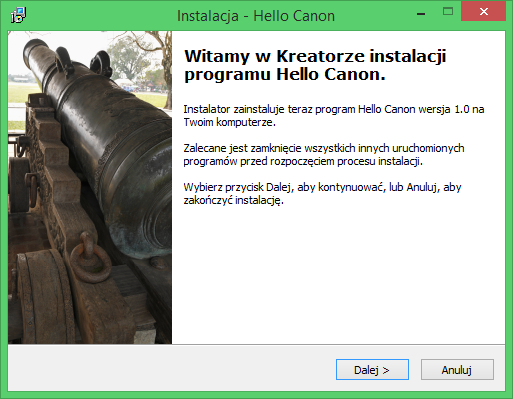 Instalacja - Hello Canon
Witamy w Kreatorze instalacji
programu Hello Canon.
Instalator zainstaluje teraz program Hello Canon wersja 1.0 na
Twoim komputerze.
Zalecane jest zamknięcie wszystkich innych uruchomionych
programów przed rozpoczęciem procesu instalacji.
Wybierz przycisk Dalej, aby kontynuować, lub Anuluj, aby
zakończyć instalację.
Dalej >
Anuluj